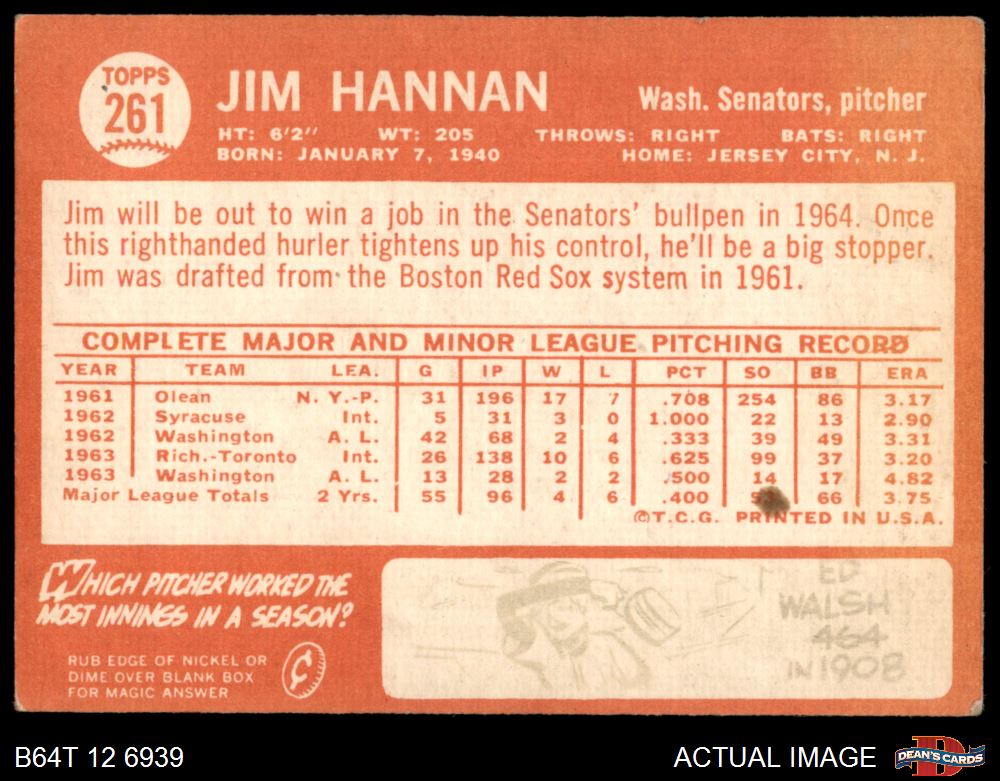 TOPPS
261
JIM HANNAN
Wash. Senators, pitcher
HT: 6'2" WT: 205 THROWS: RIGHT BATS: RIGHT
BORN: JANUARY 7, 1940 HOME: JERSEY CITY, N. J.
Jim will be out to win a job in the Senators' bullpen in 1964. Once
this righthanded hurler tightens up his control, he'll be a big stopper.
Jim was drafted from the Boston Red Sox system in 1961.
COMPLETE MAJOR AND MINOR LEAGUE PITCHING RECORD
YEAR TEAM LEA. G IP W L PCT SO BB ERA
1961 Olean N. Y.-P. 31 196 17 7 .708 254 86 3.17
1962 Syracuse Int. 5 31 3 0 1.000 22 13 2.90
1962 Washington A. L. 42 68 2 4 .333 39 49 3.31
1963 Rich.-Toronto Int. 26 138 10 6 .625 99 37 3.20
1963 Washington A. L. 13 28 2 2 .500 14 17 4.82
Major League Totals 2 Yrs. 55 96 4 6 .400 66 3.75
©T.C.G. PRINTED IN U.S.A.
WHICH PITCHER WORKED THE
MOST INNINGS IN A SEASON?
RUB EDGE OF NICKEL OR
DIME OVER BLANK BOX
FOR MAGIC ANSWER
¢
ED
WALSH
464
IN 1908
B64T 12 6939
ACTUAL IMAGE
D
DEAN'S CARDS